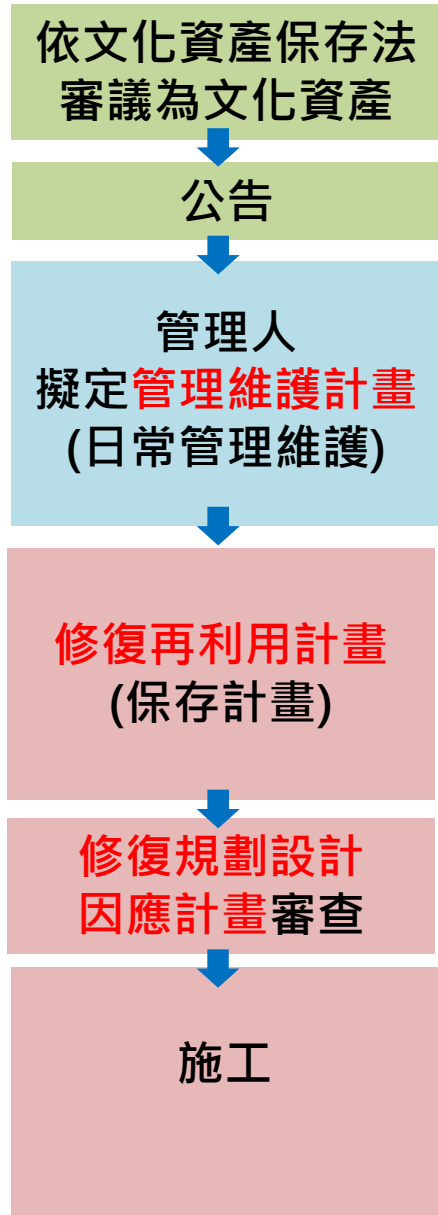 依文化資產保存法
審議為文化資產
公告
管理人
擬定管理維護計畫
(日常管理維護)
修復再利用計畫
(保存計畫)
修復規劃設計
因應計畫審查
施工